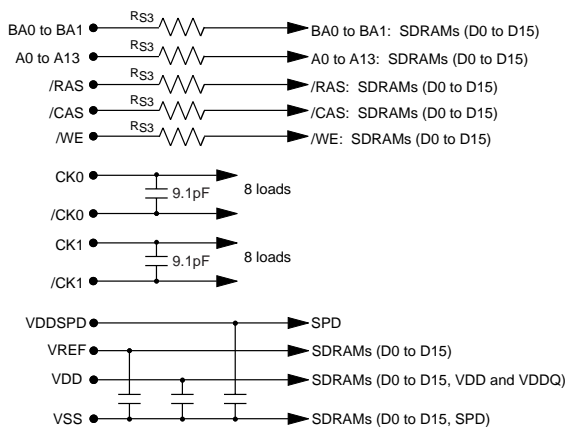 BA0 to BA1 RS3 BA0 to BA1: SDRAMs (D0 to D15)
A0 to A13 RS3 A0 to A13: SDRAMs (D0 to D15)
/RAS RS3 /RAS: SDRAMs (D0 to D15)
/CAS RS3 /CAS: SDRAMs (D0 to D15)
/WE RS3 /WE: SDRAMs (D0 to D15)
CK0
9.1pF 8 loads
/CK0
CK1
9.1pF 8 loads
/CK1
VDDSPD SPD
VREF SDRAMs (D0 to D15)
VDD SDRAMs (D0 to D15, VDD and VDDQ)
VSS SDRAMs (D0 to D15, SPD)